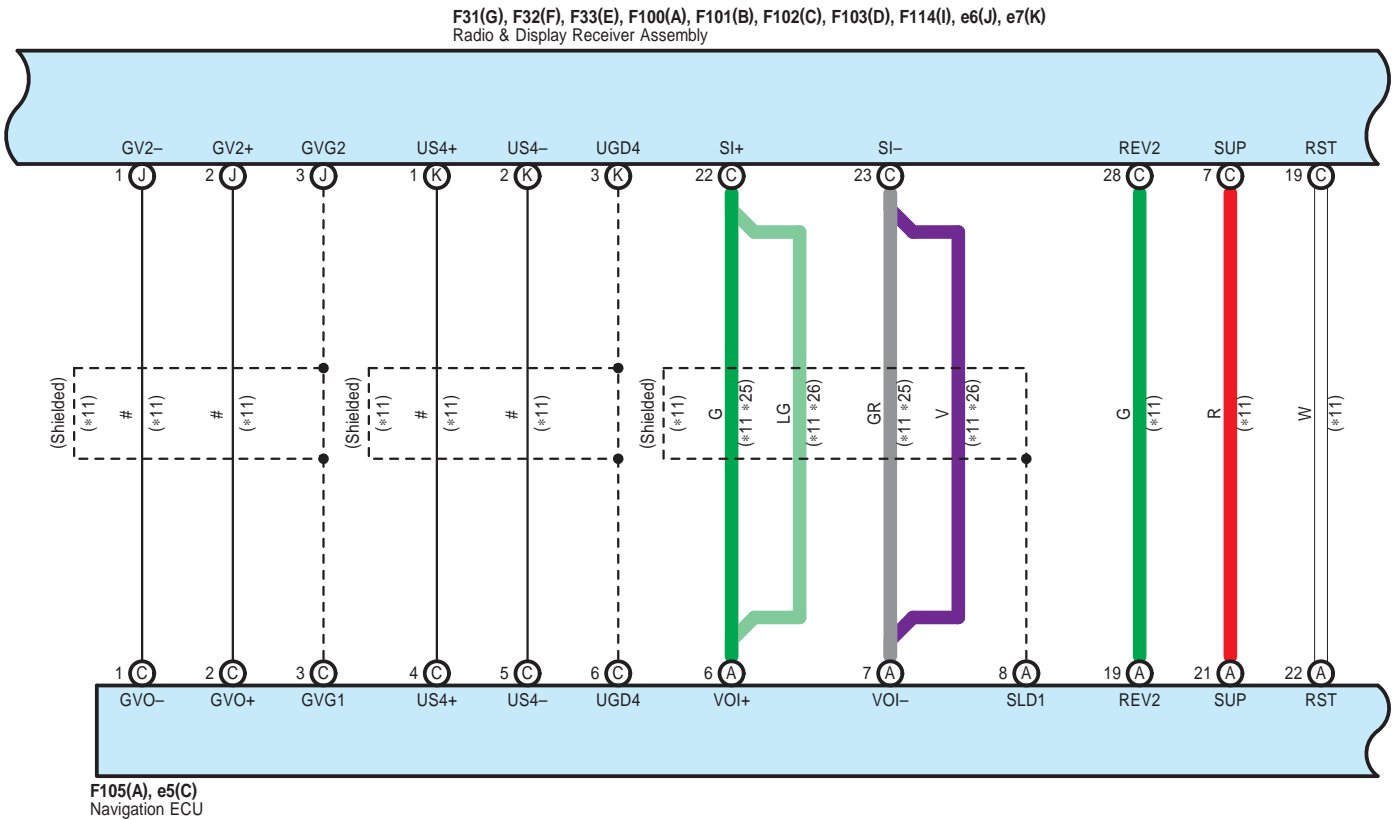 F31(G), F32(F), F33(E), F100(A), F101(B), F102(C), F103(D), F114(I), e6(J), e7(K)
Radio & Display Receiver Assembly
GV2– GV2+ GVG2 US4+ US4– UGD4 SI+ SI– REV2 SUP RST
1 J 2 J 3 J 1 K 2 K 3 K 22 C 23 C 28 C 7 C 19 C
(Shielded)
(*11)
#
(*11)
#
(*11)
(Shielded)
(*11)
#
(*11)
#
(*11)
(Shielded)
(*11)
G
(*11 *25)
LG
(*11 *26)
GR
(*11 *25)
V
(*11 *26)
G
(*11)
R
(*11)
W
(*11)
1 C 2 C 3 C 4 C 5 C 6 C 6 A 7 A 8 A 19 A 21 A 22 A
GVO– GVO+ GVG1 US4+ US4– UGD4 VOI+ VOI– SLD1 REV2 SUP RST
F105(A), e5(C)
Navigation ECU